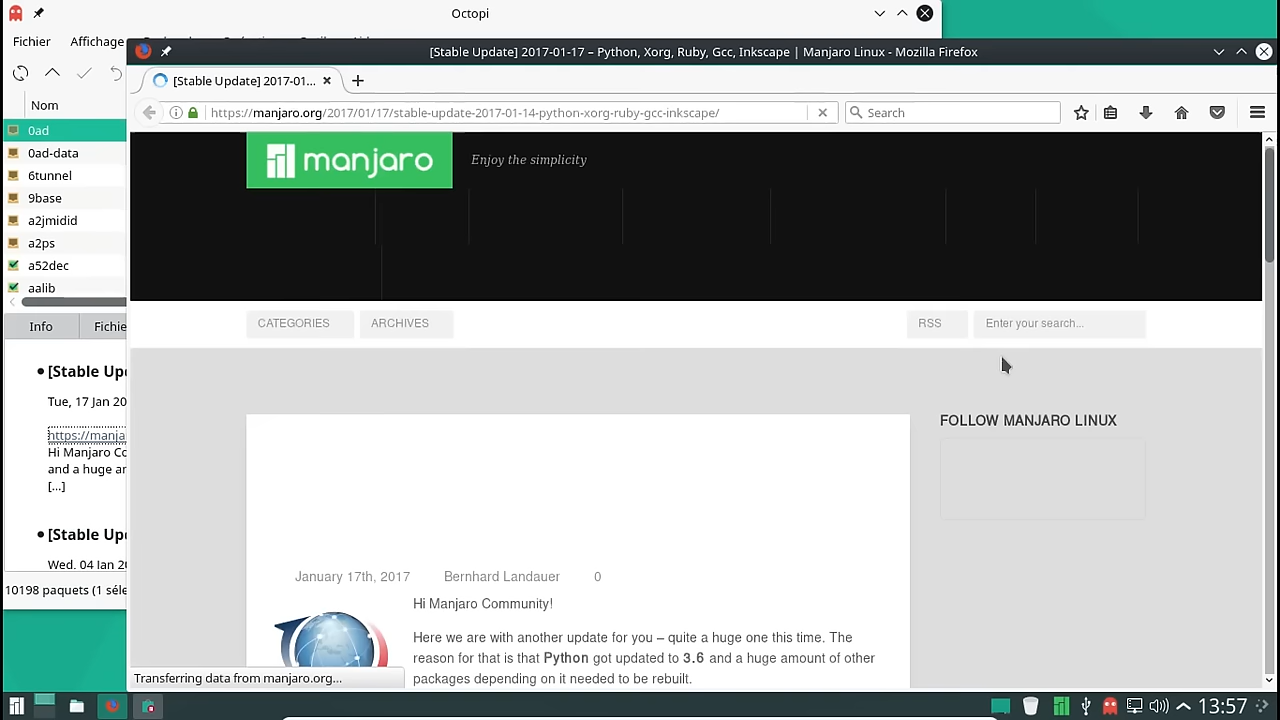 Octopi
Fichier Affichage
[Stable Update] 2017-01-17 – Python, Xorg, Ruby, Gcc, Inkscape | Manjaro Linux - Mozilla Firefox
[Stable Update] 2017-01...
https://manjaro.org/2017/01/17/stable-update-2017-01-14-python-xorg-ruby-gcc-inkscape/
Search
Nom
0ad
0ad-data
6tunnel
9base
a2jmidid
a2ps
a52dec
aalib
Info Fichie
[Stable Up
Tue, 17 Jan 20
https://manja
Hi Manjaro Co
and a huge ar
[...]
[Stable Up
Wed, 04 Jan 20
10198 paquets (1 séle
manjaro
Enjoy the simplicity
CATEGORIES ARCHIVES RSS Enter your search...
FOLLOW MANJARO LINUX
January 17th, 2017 Bernhard Landauer 0
Hi Manjaro Community!
Here we are with another update for you – quite a huge one this time. The
reason for that is that Python got updated to 3.6 and a huge amount of other
packages depending on it needed to be rebuilt.
Transferring data from manjaro.org...
13:57